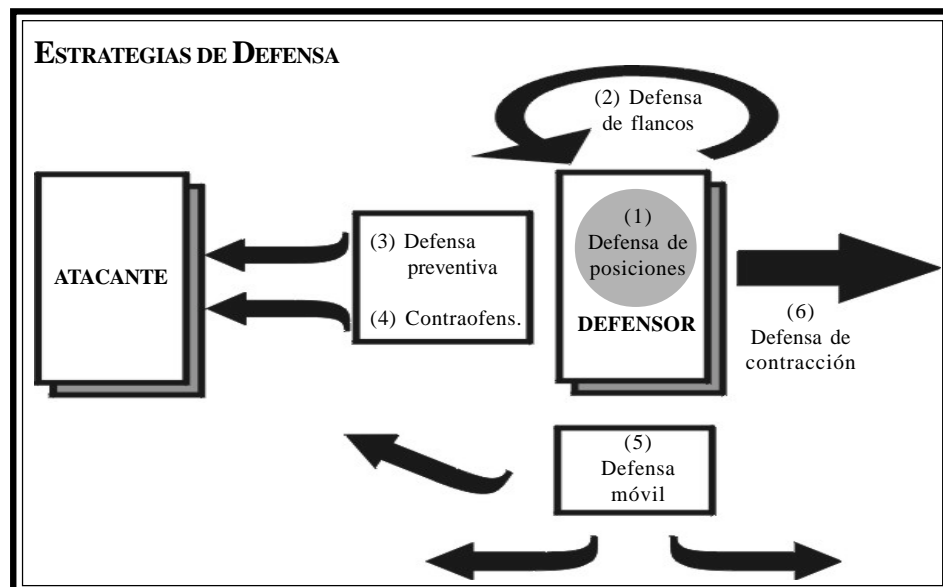 ESTRATEGIAS DE DEFENSA
(2) Defensa
de flancos
(1)
Defensa de
posiciones
DEFENSOR
(3) Defensa
preventiva
(4) Contraofens.
ATACANTE
(6)
Defensa de
contracción
(5)
Defensa
móvil